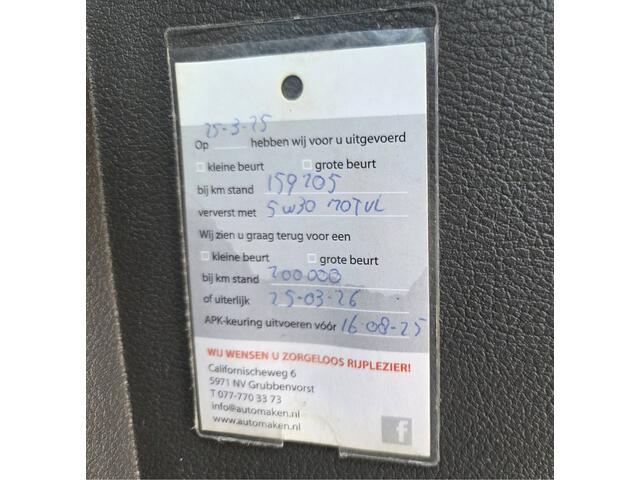 25-3-25
Op ____ hebben wij voor u uitgevoerd
kleine beurt grote beurt
bij km stand 159205
ververst met 5W30 MOTUL
Wij zien u graag terug voor een
kleine beurt grote beurt
bij km stand 200000
of uiterlijk 25-03-26
APK-keuring uitvoeren vóór 16-08-25
WIJ WENSEN U ZORGELOOS RIJPLEZIER!
Californischeweg 6
5971 NV Grubbenvorst
T 077-770 33 73
info@automaken.nl
www.automaken.nl
f